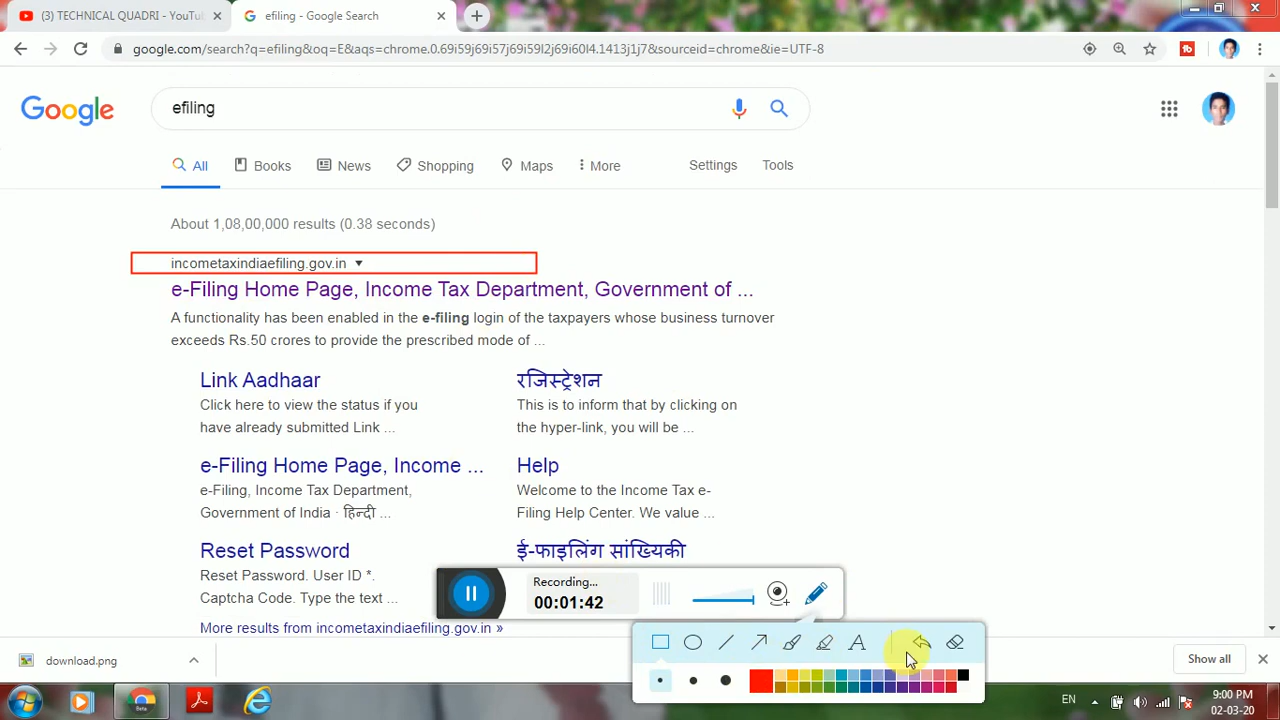 (3) TECHNICAL QUADRI - YouTub
efiling - Google Search
google.com/search?q=efiling&oq=E&aqs=chrome.0.69i59j69i57j69i59l2j69i60l4.1413j1j7&sourceid=chrome&ie=UTF-8
Google
efiling
All Books News Shopping Maps More Settings Tools
About 1,08,00,000 results (0.38 seconds)
incometaxindiaefiling.gov.in
e-Filing Home Page, Income Tax Department, Government of ...
A functionality has been enabled in the e-filing login of the taxpayers whose business turnover
exceeds Rs.50 crores to provide the prescribed mode of ...
Link Aadhaar
Click here to view the status if you
have already submitted Link ...
रजिस्ट्रेशन
This is to inform that by clicking on
the hyper-link, you will be ...
e-Filing Home Page, Income ...
e-Filing, Income Tax Department,
Government of India · हिन्दी ...
Help
Welcome to the Income Tax e-
Filing Help Center. We value ...
Reset Password
Reset Password. User ID *.
Captcha Code. Type the text ...
ई-फाइलिंग सांख्यिकी
More results from incometaxindiaefiling.gov.in »
Recording...
00:01:42
A
download.png
Show all
Beta
EN
9:00 PM
02-03-20